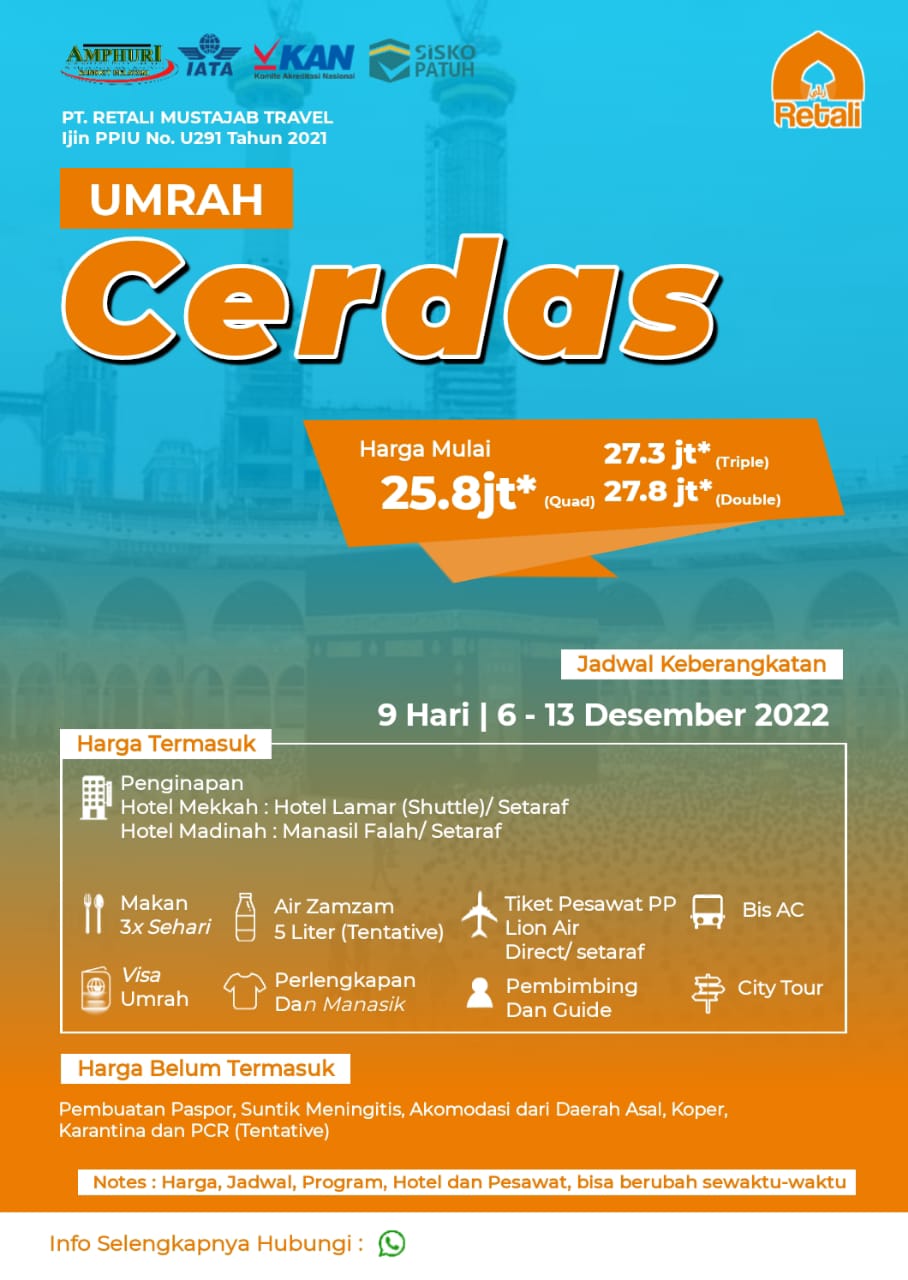 AMPHURI
IATA
KAN
Komite Akreditasi Nasional
SISKO
PATUH
Retali
PT. RETALI MUSTAJAB TRAVEL
Ijin PPIU No. U291 Tahun 2021
UMRAH
Cerdas
Harga Mulai
25.8jt* (Quad)
27.3 jt* (Triple)
27.8 jt* (Double)
Jadwal Keberangkatan
9 Hari | 6 - 13 Desember 2022
Harga Termasuk
Penginapan
Hotel Mekkah : Hotel Lamar (Shuttle)/ Setaraf
Hotel Madinah : Manasil Falah/ Setaraf
Makan
3x Sehari
Air Zamzam
5 Liter (Tentative)
Tiket Pesawat PP
Lion Air
Direct/ setaraf
Bis AC
Visa
Umrah
Perlengkapan
Dan Manasik
Pembimbing
Dan Guide
City Tour
Harga Belum Termasuk
Pembuatan Paspor, Suntik Meningitis, Akomodasi dari Daerah Asal, Koper,
Karantina dan PCR (Tentative)
Notes : Harga, Jadwal, Program, Hotel dan Pesawat, bisa berubah sewaktu-waktu
Info Selengkapnya Hubungi :